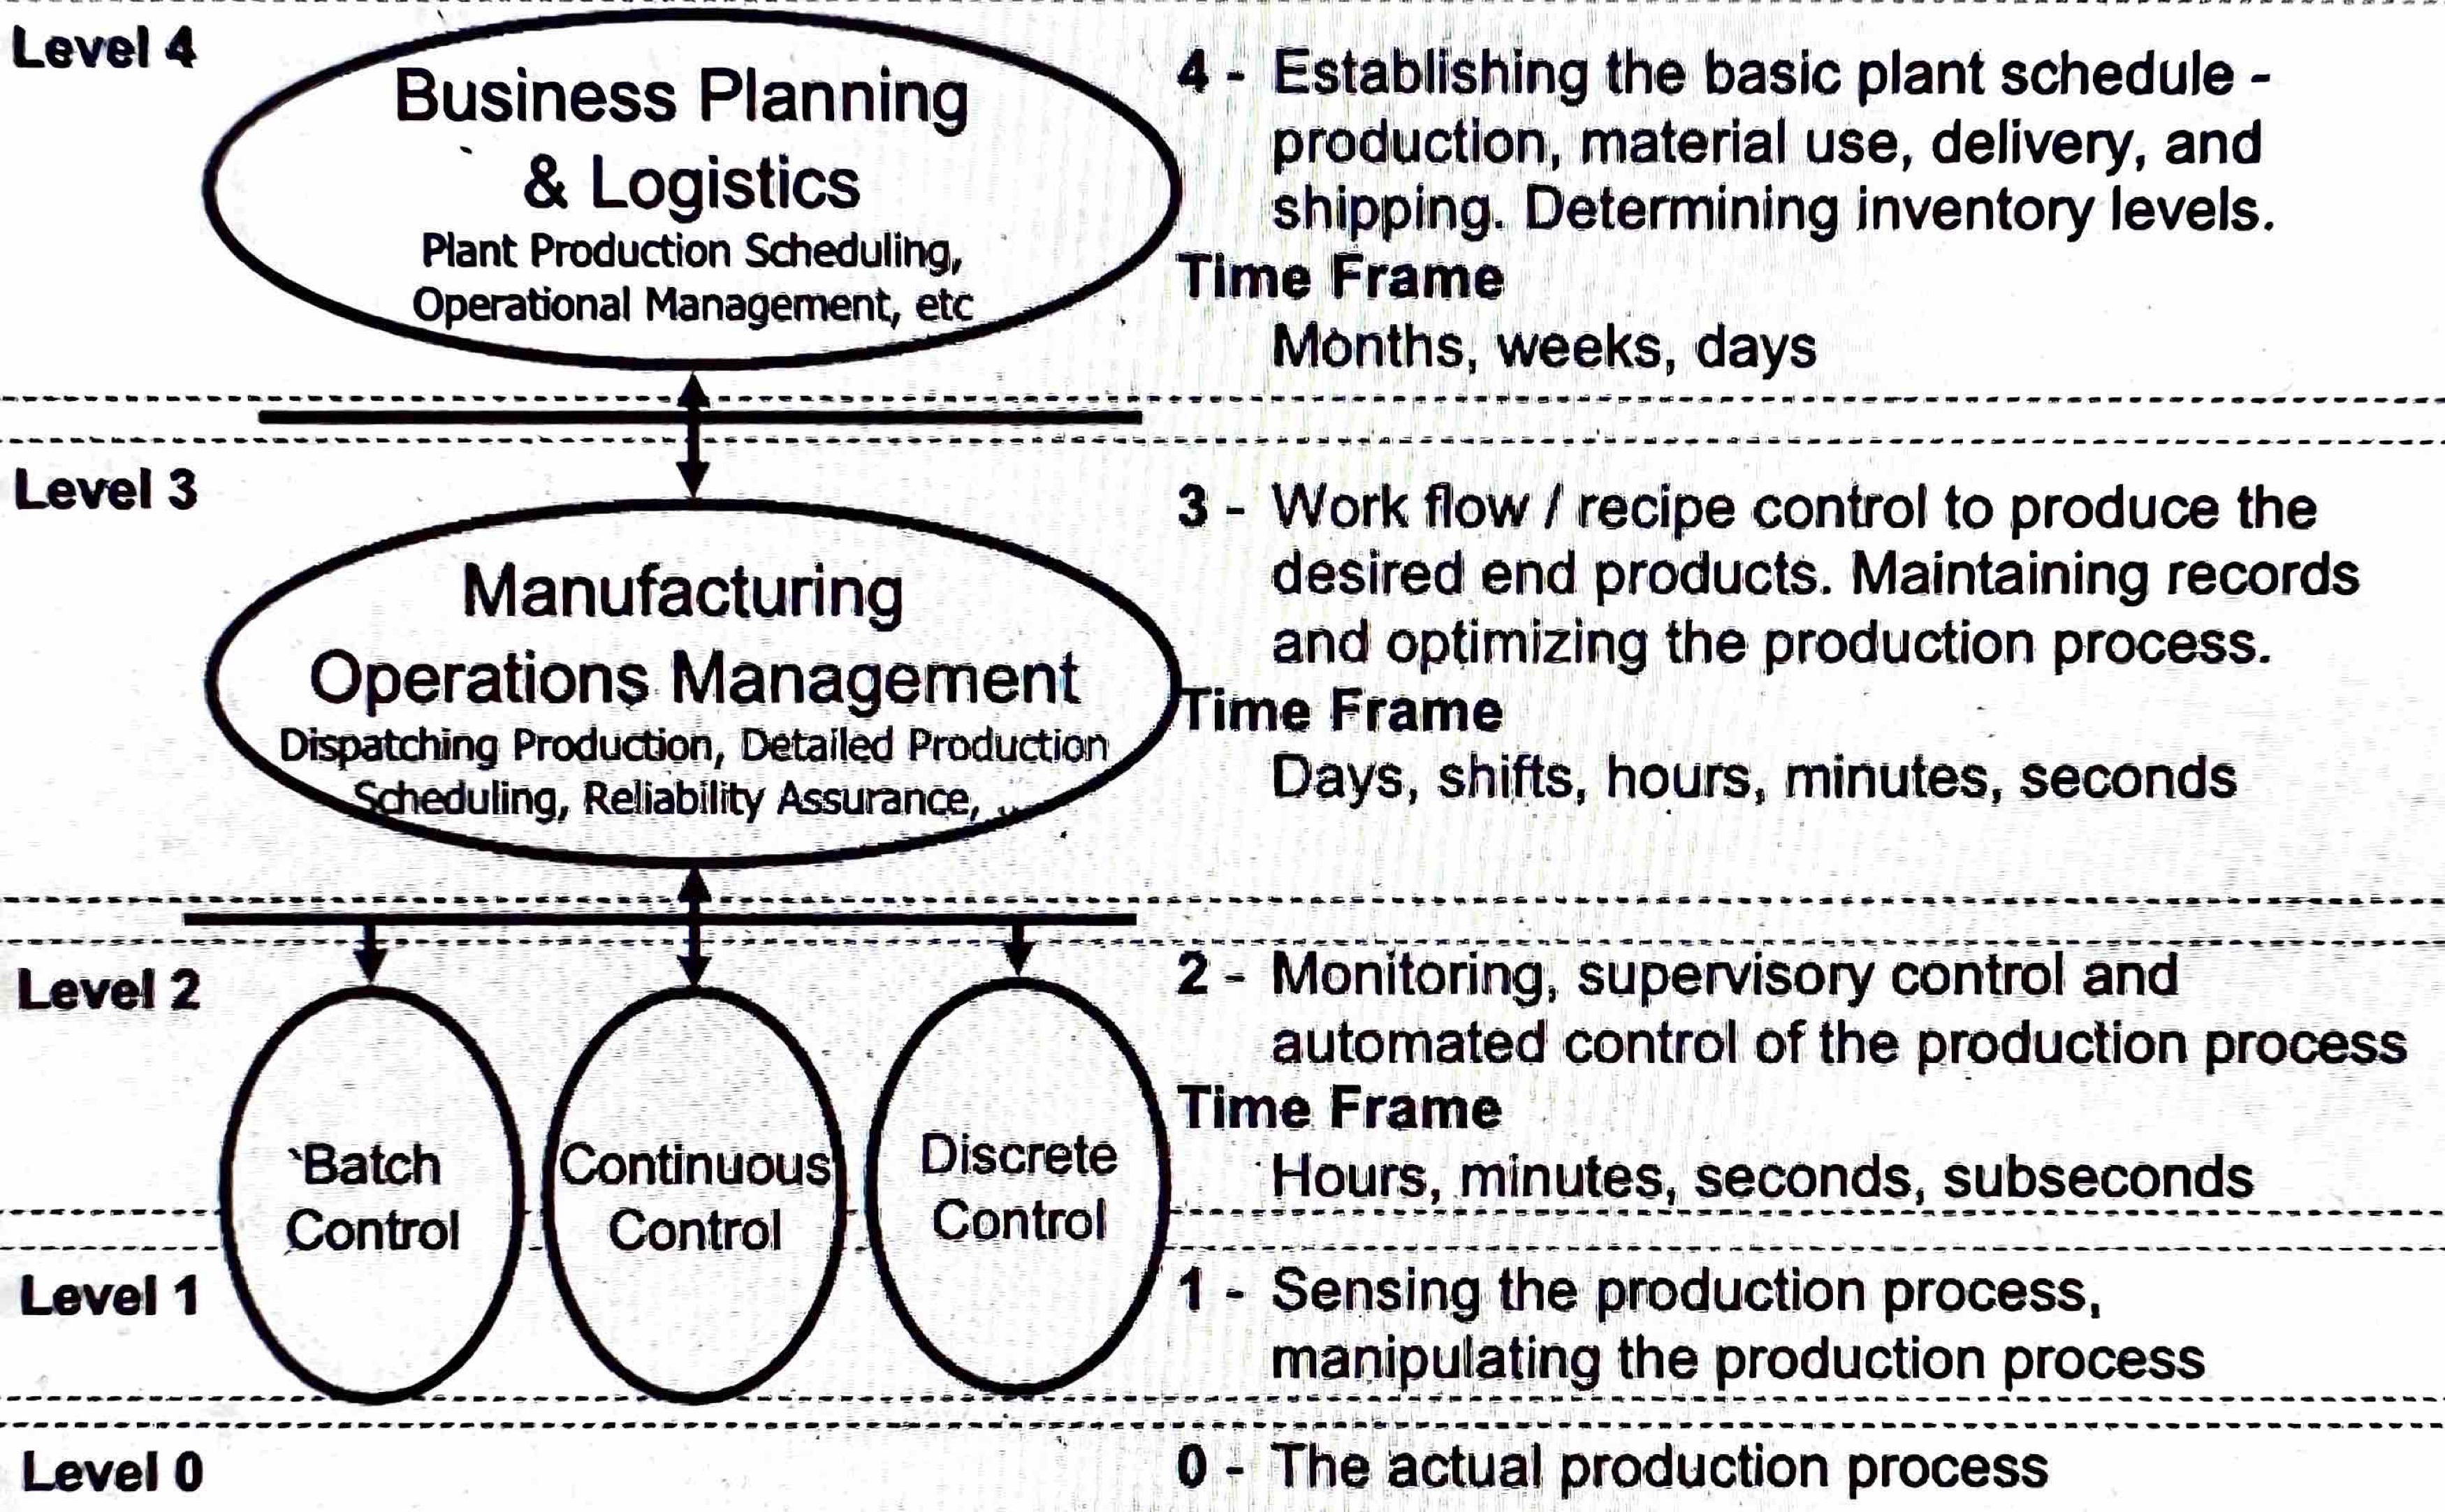 Level 4
Business Planning
& Logistics
Plant Production Scheduling,
Operational Management, etc
4 - Establishing the basic plant schedule -
production, material use, delivery, and
shipping. Determining inventory levels.
Time Frame
Months, weeks, days
Level 3
Manufacturing
Operations Management
Dispatching Production, Detailed Production
Scheduling, Reliability Assurance, ...
3 - Work flow / recipe control to produce the
desired end products. Maintaining records
and optimizing the production process.
Time Frame
Days, shifts, hours, minutes, seconds
Level 2
2 - Monitoring, supervisory control and
automated control of the production process
Time Frame
Hours, minutes, seconds, subseconds
Batch
Control
Continuous
Control
Discrete
Control
Level 1
1 - Sensing the production process,
manipulating the production process
Level 0
0 - The actual production process